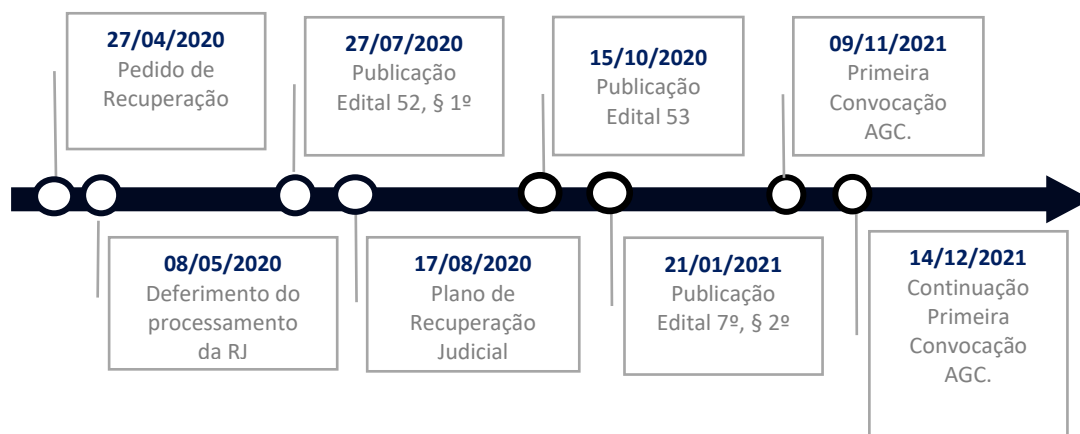 27/04/2020
Pedido de
Recuperação
27/07/2020
Publicação
Edital 52, § 1º
15/10/2020
Publicação
Edital 53
09/11/2021
Primeira
Convocação
AGC.
08/05/2020
Deferimento do
processamento
da RJ
17/08/2020
Plano de
Recuperação
Judicial
21/01/2021
Publicação
Edital 7º, § 2º
14/12/2021
Continuação
Primeira
Convocação
AGC.